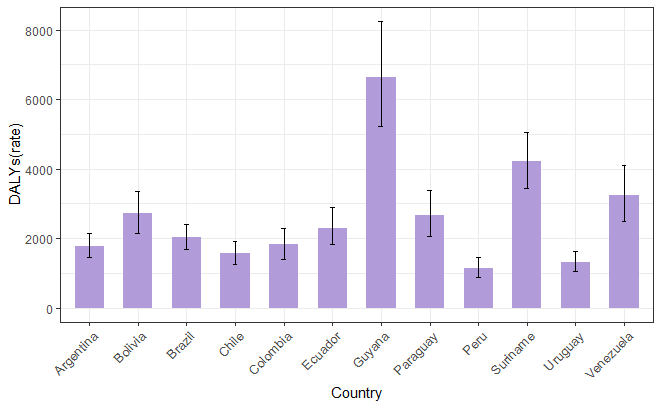 DALYs(rate)
8000
6000
4000
2000
0
Argentina
Bolivia
Brazil
Chile
Colombia
Ecuador
Guyana
Paraguay
Peru
Suriname
Uruguay
Venezuela
Country